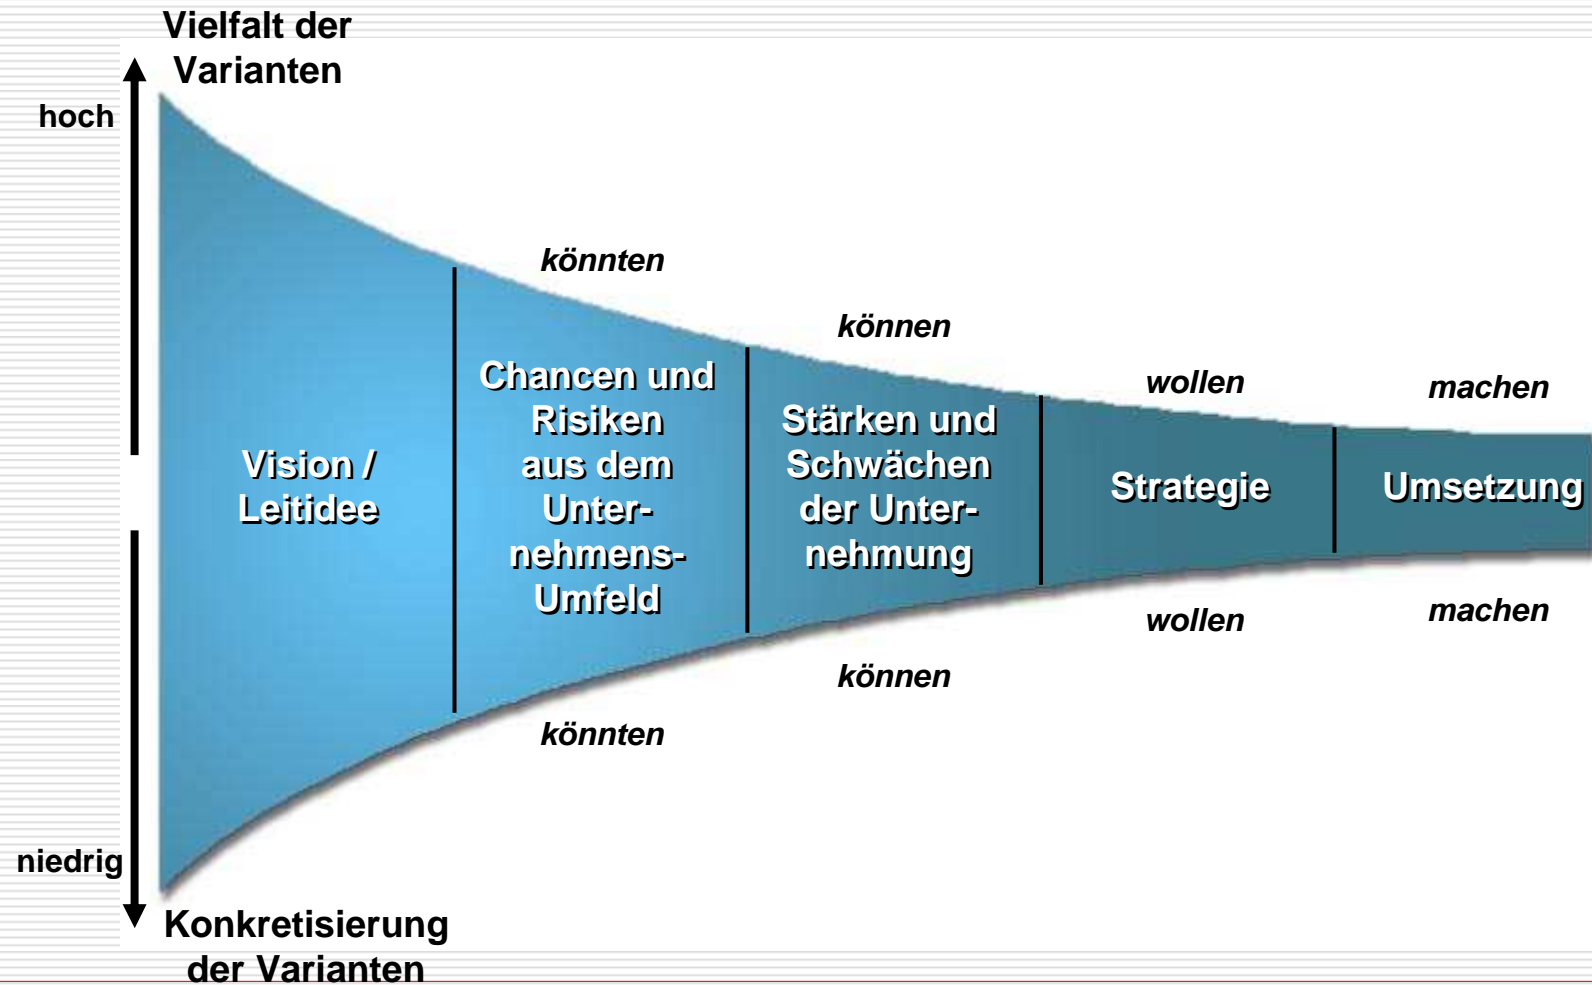 Vielfalt der
Varianten
hoch
könnten
können
wollen
machen
Vision /
Leitidee
Chancen und
Risiken
aus dem
Unter-
nehmens-
Umfeld
Stärken und
Schwächen
der Unter-
nehmung
Strategie
Umsetzung
könnten
können
wollen
machen
niedrig
Konkretisierung
der Varianten